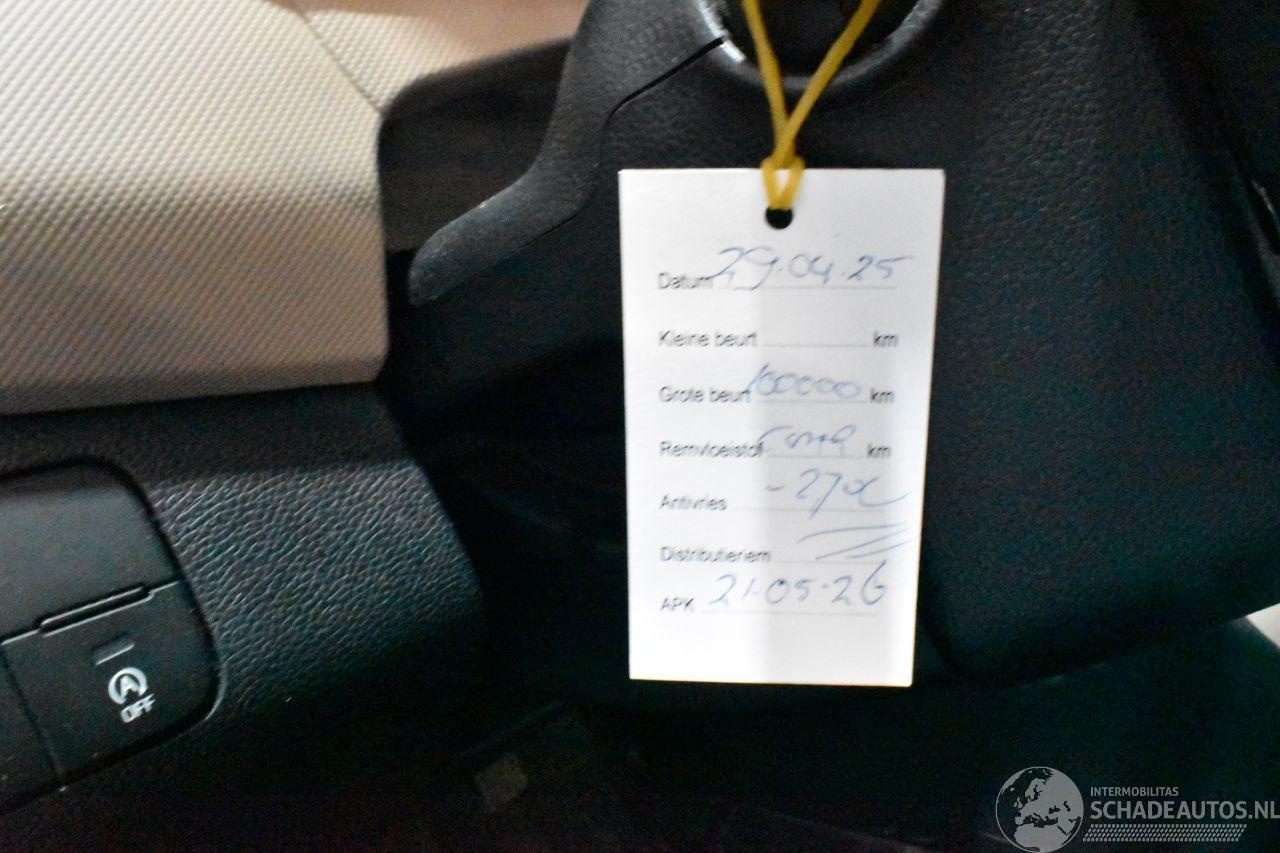 Datum 29.04.25
Kleine beurt km
Grote beurt 100000 km
Remvloeistof km
Antivries -27°C
Distributieriem
APK 21.05.26
A
OFF
INTERMOBILITAS
SCHADEAUTOS.NL